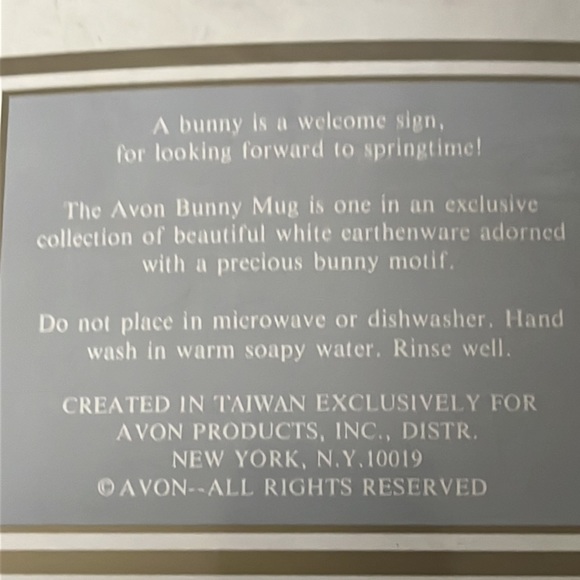 A bunny is a welcome sign,
for looking forward to springtime!
The Avon Bunny Mug is one in an exclusive
collection of beautiful white earthenware adorned
with a precious bunny motif.
Do not place in microwave or dishwasher. Hand
wash in warm soapy water. Rinse well.
CREATED IN TAIWAN EXCLUSIVELY FOR
AVON PRODUCTS, INC., DISTR.
NEW YORK, N.Y.10019
©AVON--ALL RIGHTS RESERVED